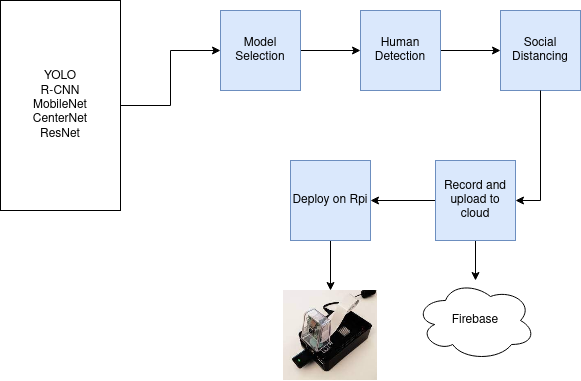 YOLO
R-CNN
MobileNet
CenterNet
ResNet
Model
Selection
Human
Detection
Social
Distancing
Deploy on Rpi
Record and
upload to
cloud
Firebase